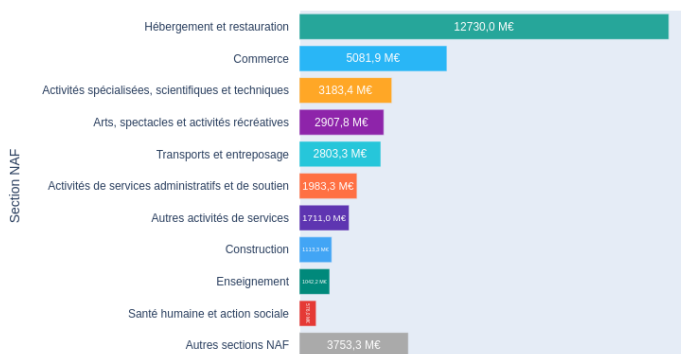 Hébergement et restauration 12730,0 M€
Commerce 5081,9 M€
Activités spécialisées, scientifiques et techniques 3183,4 M€
Arts, spectacles et activités récréatives 2907,8 M€
Transports et entreposage 2803,3 M€
Activités de services administratifs et de soutien 1983,3 M€
Section NAF
Autres activités de services 1711,0 M€
Construction
Enseignement 1042,2 M€
Santé humaine et action sociale
Autres sections NAF 3753,3 M€